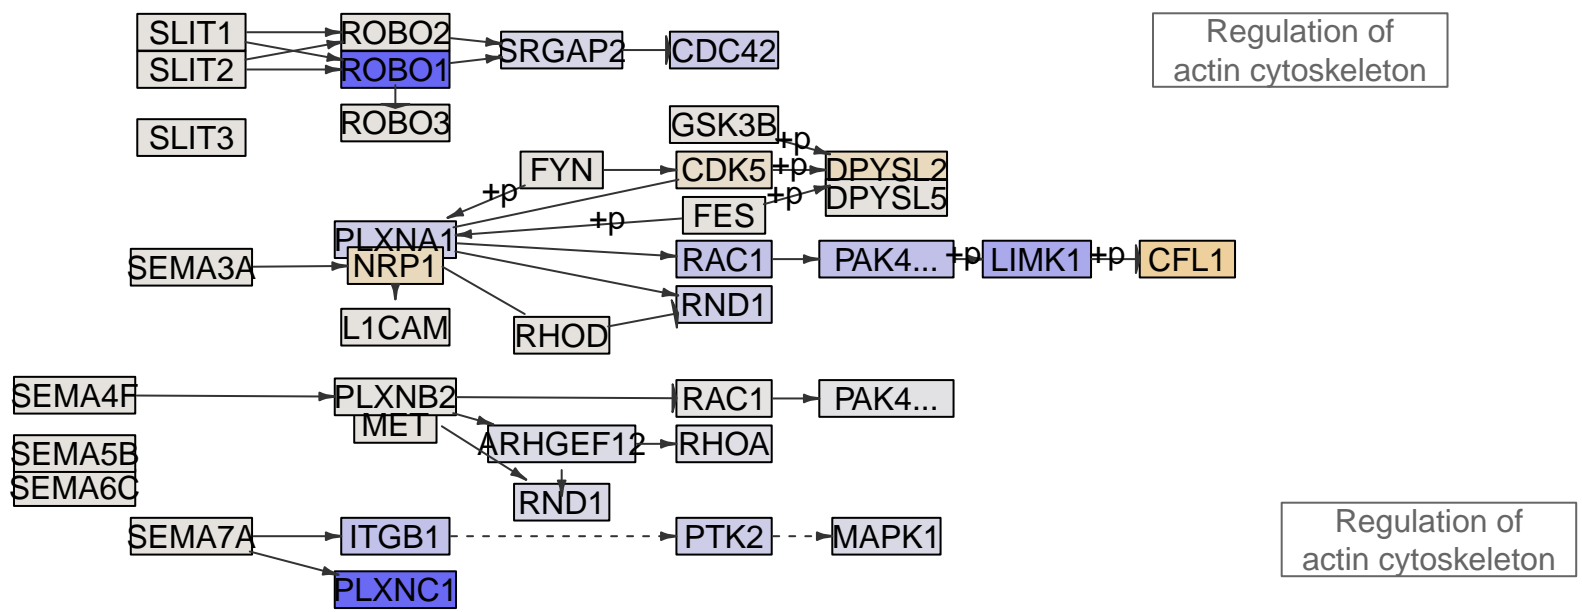 SLIT1
ROBO2
SRGAP2
CDC42
Regulation of
actin cytoskeleton
SLIT2
ROBO1
SLIT3
ROBO3
GSK3B
+p
FYN
CDK5
+p
DPYSL2
+p
FES
+p
DPYSL5
+p
PLXNA1
SEMA3A
NRP1
RAC1
PAK4...
+p
LIMK1
+p
CFL1
RND1
L1CAM
RHOD
SEMA4F
PLXNB2
RAC1
PAK4...
MET
ARHGEF12
RHOA
SEMA5B
SEMA6C
RND1
SEMA7A
ITGB1
PTK2
MAPK1
Regulation of
actin cytoskeleton
PLXNC1